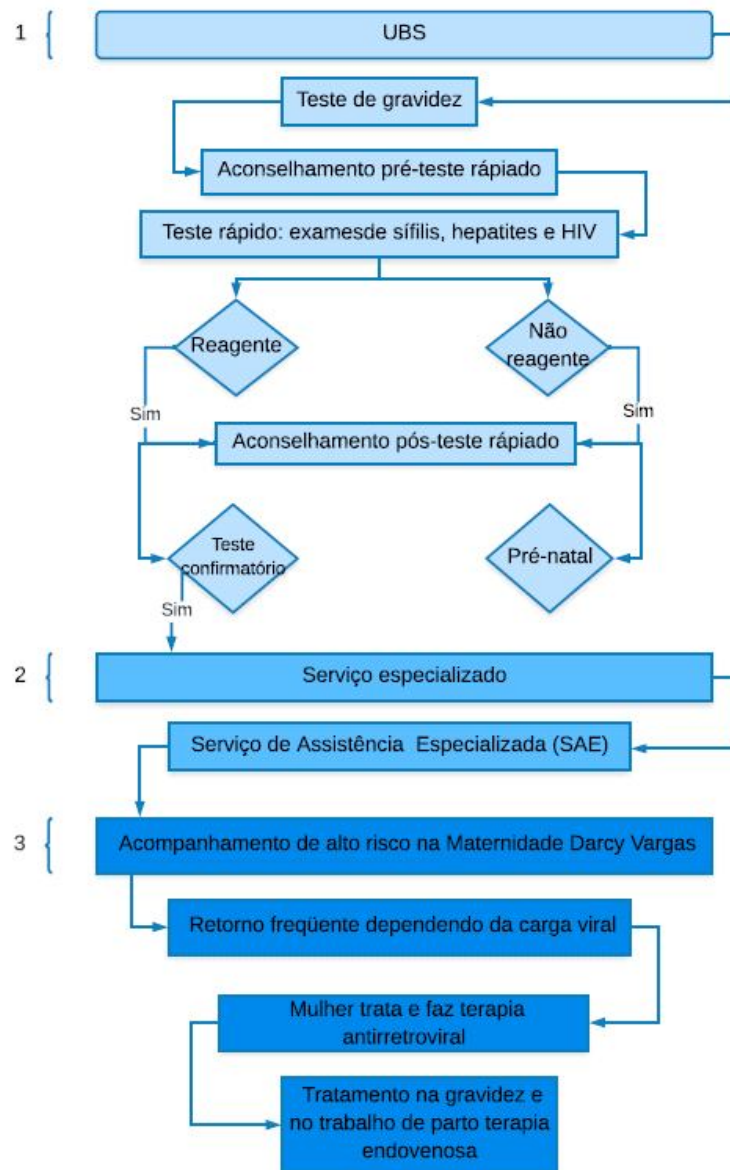 1
UBS
Teste de gravidez
Aconselhamento pré-teste rápiado
Teste rápido: examesde sífilis, hepatites e HIV
Reagente
Não
reagente
Sim
Sim
Aconselhamento pós-teste rápiado
Teste
confirmatório
Pré-natal
Sim
2
Serviço especializado
Serviço de Assistência Especializada (SAE)
3
Acompanhamento de alto risco na Maternidade Darcy Vargas
Retorno freqüente dependendo da carga viral
Mulher trata e faz terapia
antirretroviral
Tratamento na gravidez e
no trabalho de parto terapia
endovenosa